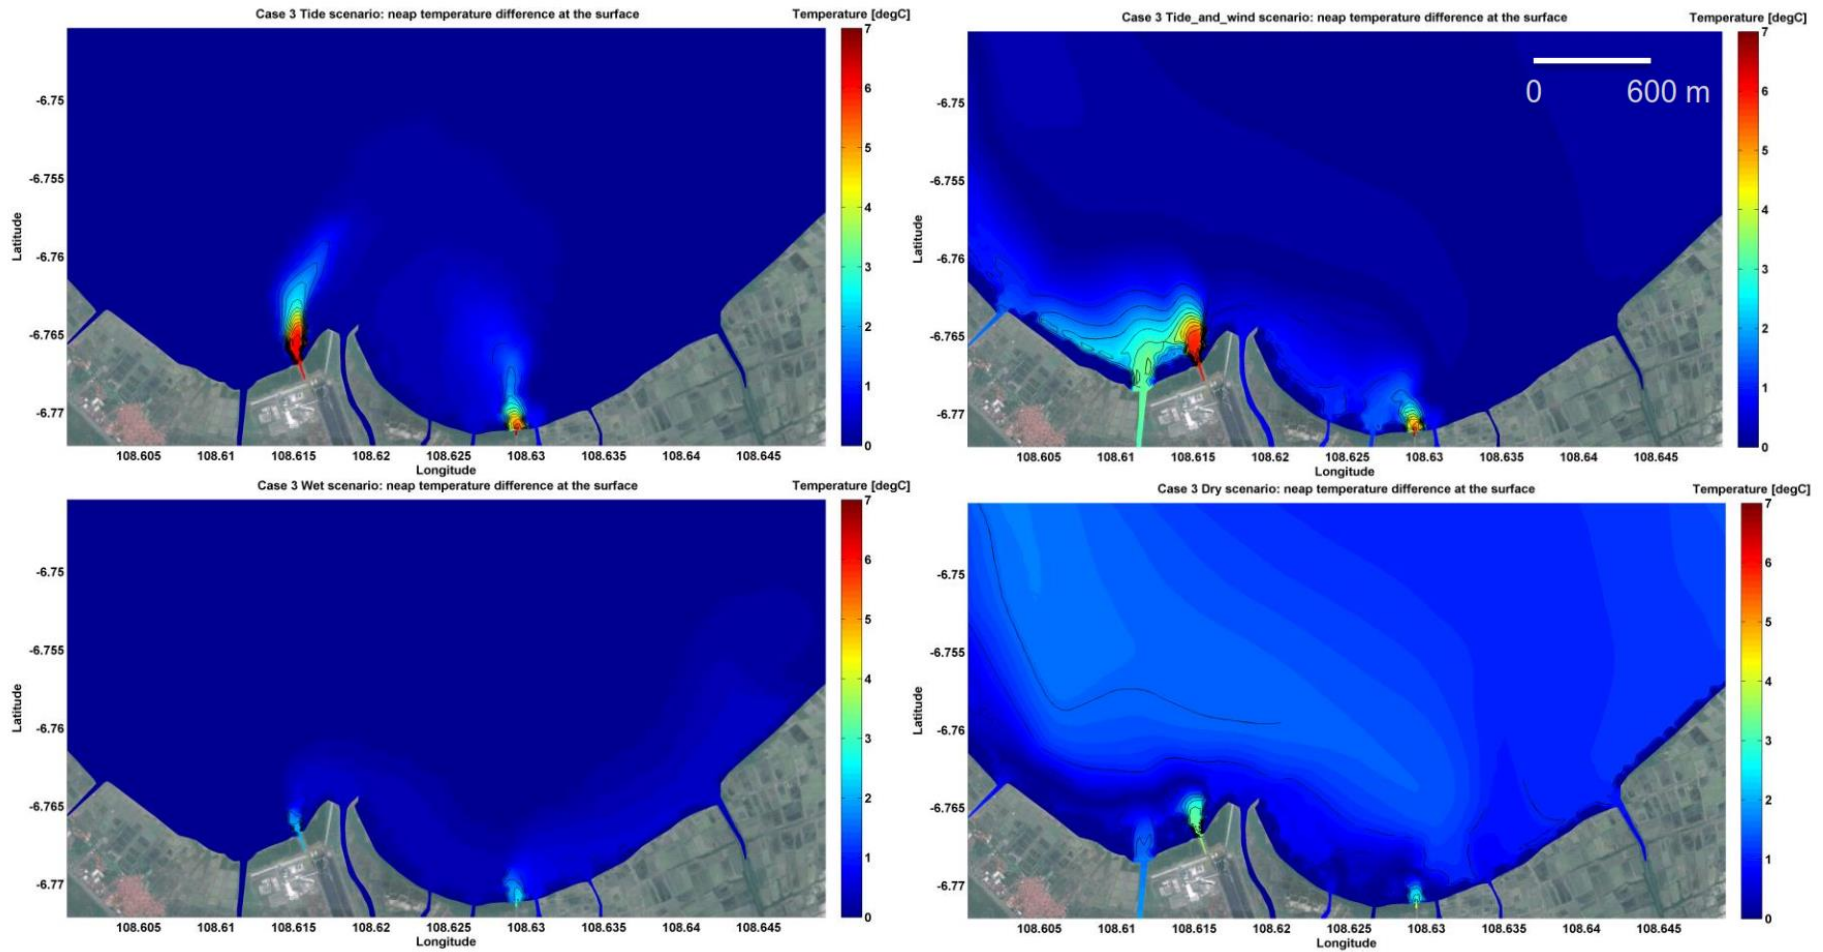 Case 3 Tide scenario: neap temperature difference at the surface
Temperature [degC]
7
6
5
4
3
2
1
0
-6.75
-6.755
-6.76
-6.765
-6.77
Latitude
108.605 108.61 108.615 108.62 108.625 108.63 108.635 108.64 108.645
Longitude
Case 3 Tide_and_wind scenario: neap temperature difference at the surface
Temperature [degC]
0 600 m
7
6
5
4
3
2
1
0
-6.75
-6.755
-6.76
-6.765
-6.77
Latitude
108.605 108.61 108.615 108.62 108.625 108.63 108.635 108.64 108.645
Longitude
Case 3 Wet scenario: neap temperature difference at the surface
Temperature [degC]
7
6
5
4
3
2
1
0
-6.75
-6.755
-6.76
-6.765
-6.77
Latitude
108.605 108.61 108.615 108.62 108.625 108.63 108.635 108.64 108.645
Longitude
Case 3 Dry scenario: neap temperature difference at the surface
Temperature [degC]
7
6
5
4
3
2
1
0
-6.75
-6.755
-6.76
-6.765
-6.77
Latitude
108.605 108.61 108.615 108.62 108.625 108.63 108.635 108.64 108.645
Longitude